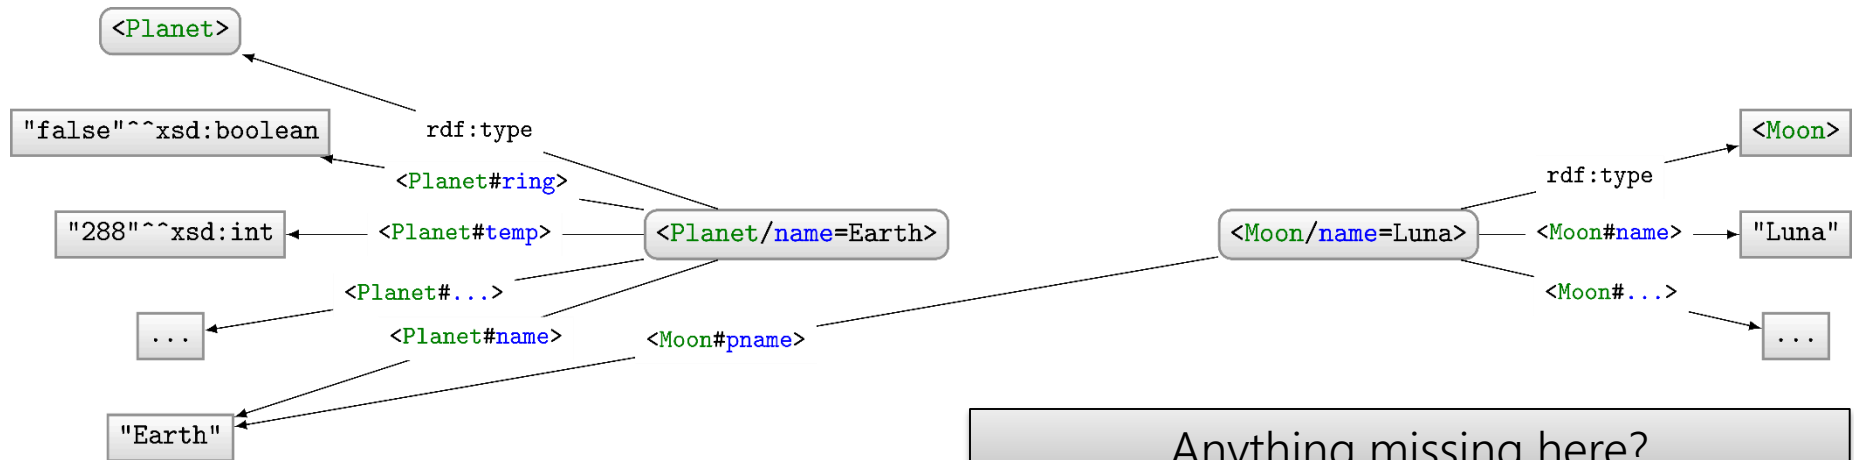 <Planet>
"false"^^xsd:boolean
rdf:type
<Moon>
<Planet#ring>
rdf:type
"288"^^xsd:int
<Planet#temp>
<Planet/name=Earth>
<Moon/name=Luna>
<Moon#name>
"Luna"
<Planet#...>
<Moon#...>
...
<Planet#name>
<Moon#pname>
...
"Earth"
Anything missing here?